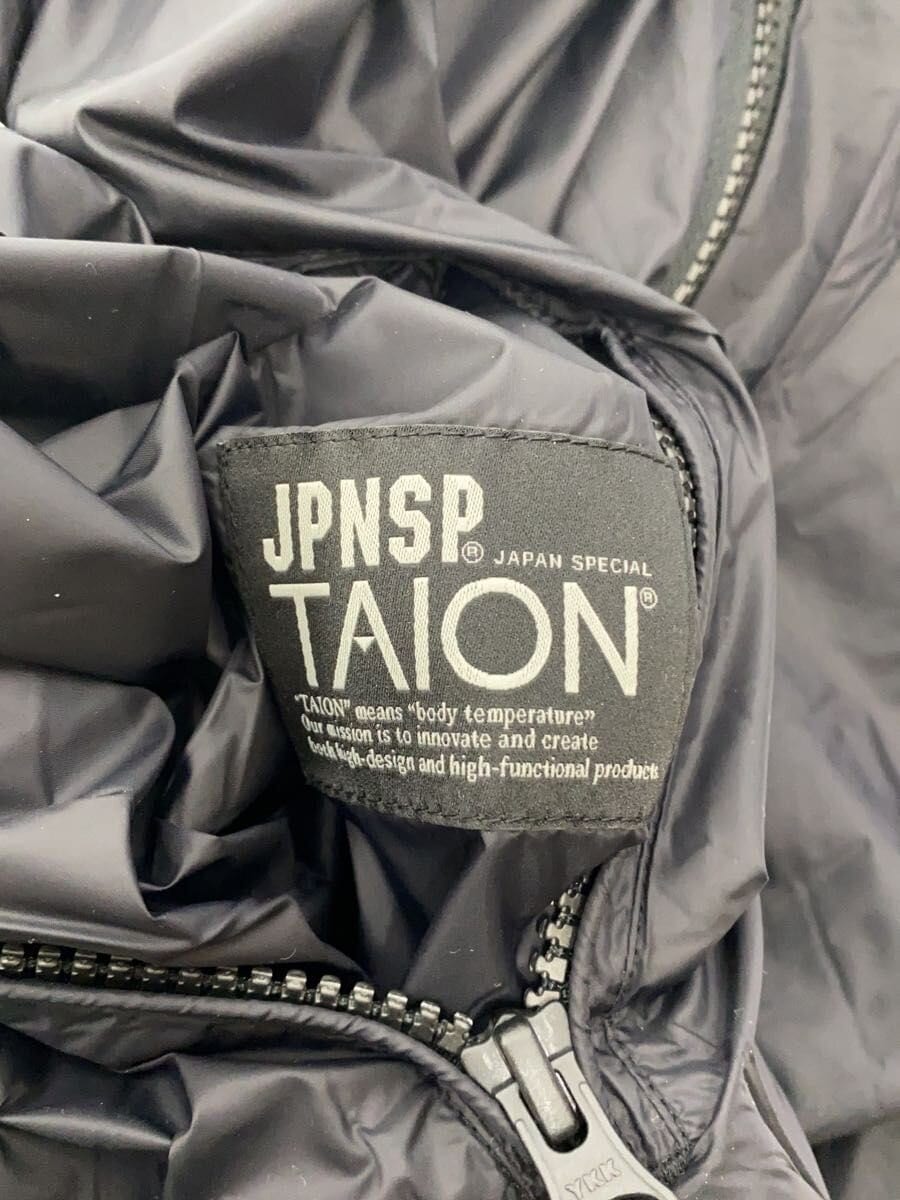 JPNSP® JAPAN SPECIAL
TAION®
"TAION" means "body temperature"
Our mission is to innovate and create
both high-design and high-functional products
YKK